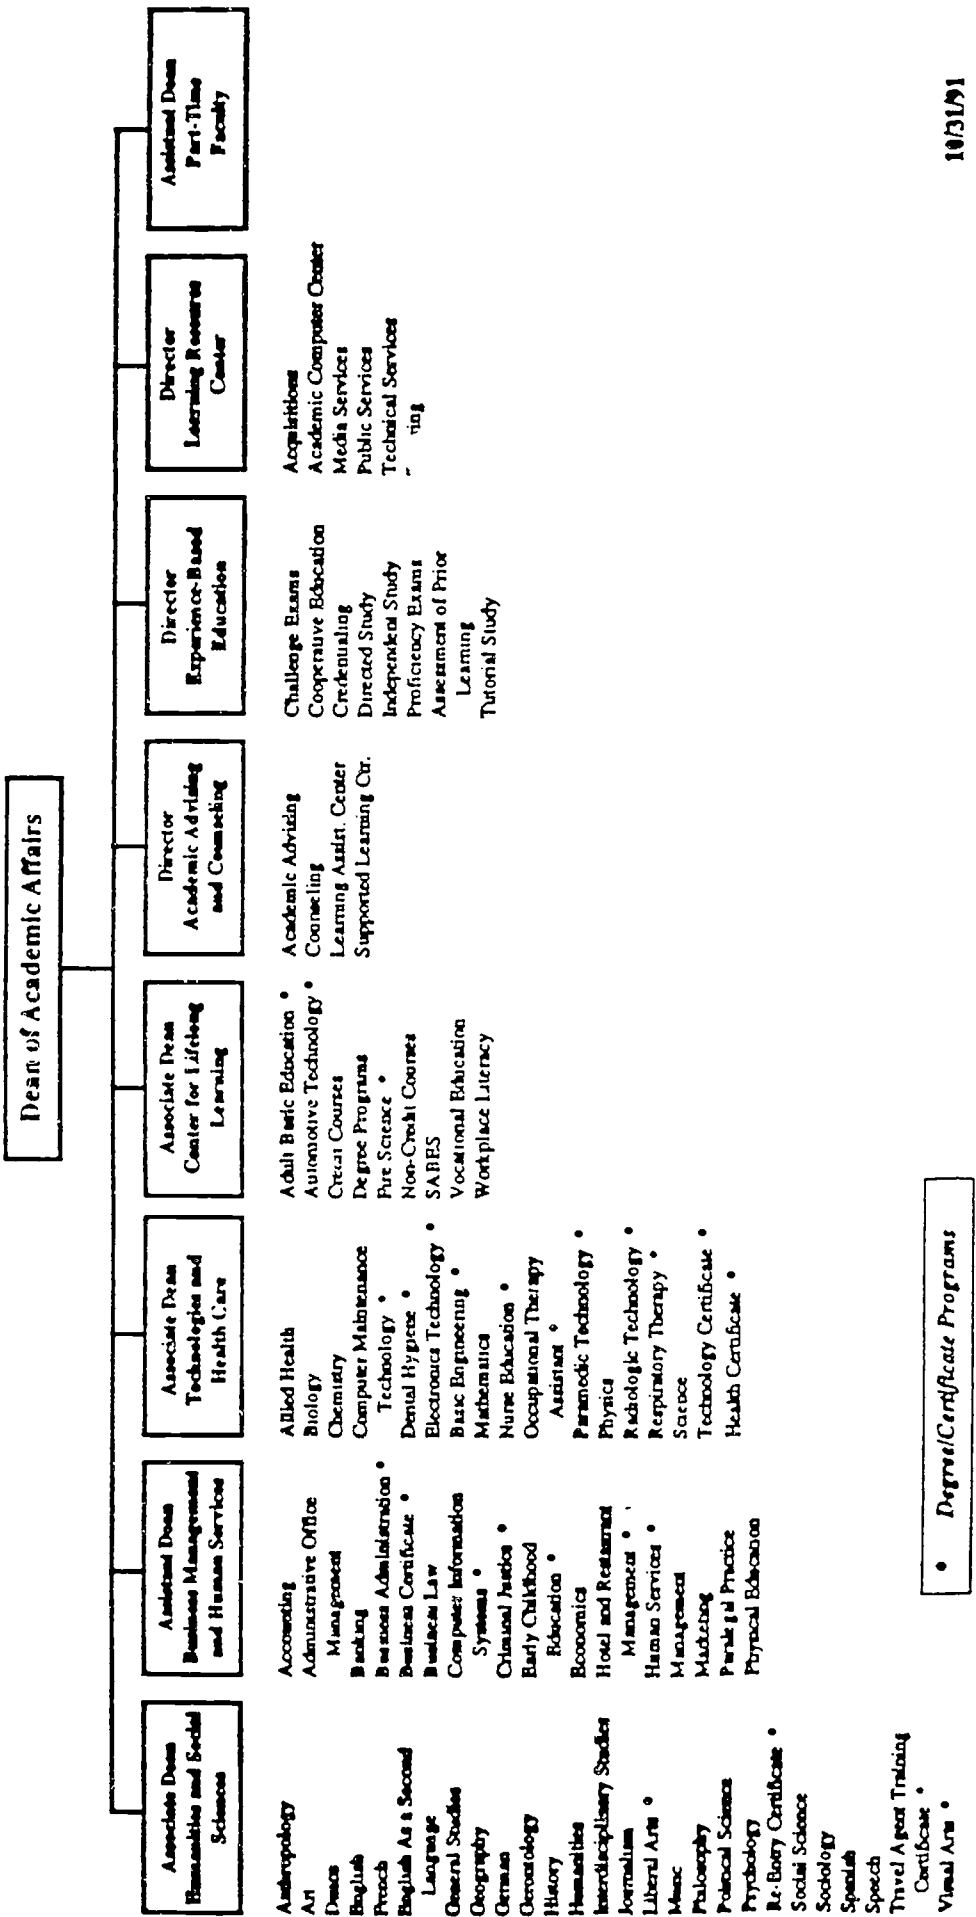 Dean of Academic Affairs
Associate Dean
Humanities and Social
Sciences
Anthropology
Art
Dance
English
French
English As a Second
Language
General Studies
Geography
German
Gerontology
History
Humanities
Interdisciplinary Studies
Journalism
Liberal Arts •
Music
Philosophy
Political Science
Psychology
Re-Entry Certificate •
Social Science
Sociology
Spanish
Speech
Travel Agent Training
Certificate •
Visual Arts •
Assistant Dean
Business Management
and Human Services
Accounting
Administrative Office
Management
Banking
Business Administration •
Business Certificate •
Business Law
Computer Information
Systems •
Criminal Justice •
Early Childhood
Education •
Economics
Hotel and Restaurant
Management •
Human Services •
Management
Marketing
Paralegal Practice
Physical Education
Associate Dean
Technologies and
Health Care
Allied Health
Biology
Chemistry
Computer Maintenance
Technology •
Dental Hygiene •
Electronics Technology •
Basic Engineering •
Mathematics
Nurse Education •
Occupational Therapy
Assistant •
Paramedic Technology •
Physics
Radiologic Technology •
Respiratory Therapy •
Science
Technology Certificate •
Health Certificate •
Associate Dean
Center for Lifelong
Learning
Adult Basic Education •
Automotive Technology •
Credit Courses
Degree Programs
Fire Science •
Non-Credit Courses
SABES
Vocational Education
Workplace Literacy
Director
Academic Advising
and Counseling
Academic Advising
Counseling
Learning Assist. Center
Supported Learning Ctr.
Director
Experience-Based
Education
Challenge Exams
Cooperative Education
Credentialing
Directed Study
Independent Study
Proficiency Exams
Assessment of Prior
Learning
Tutorial Study
Director
Learning Resource
Center
Acquisitions
Academic Computer Center
Media Services
Public Services
Technical Services
Assistant Dean
Part-Time
Faculty
• Degree/Certificate Programs
10/31/91